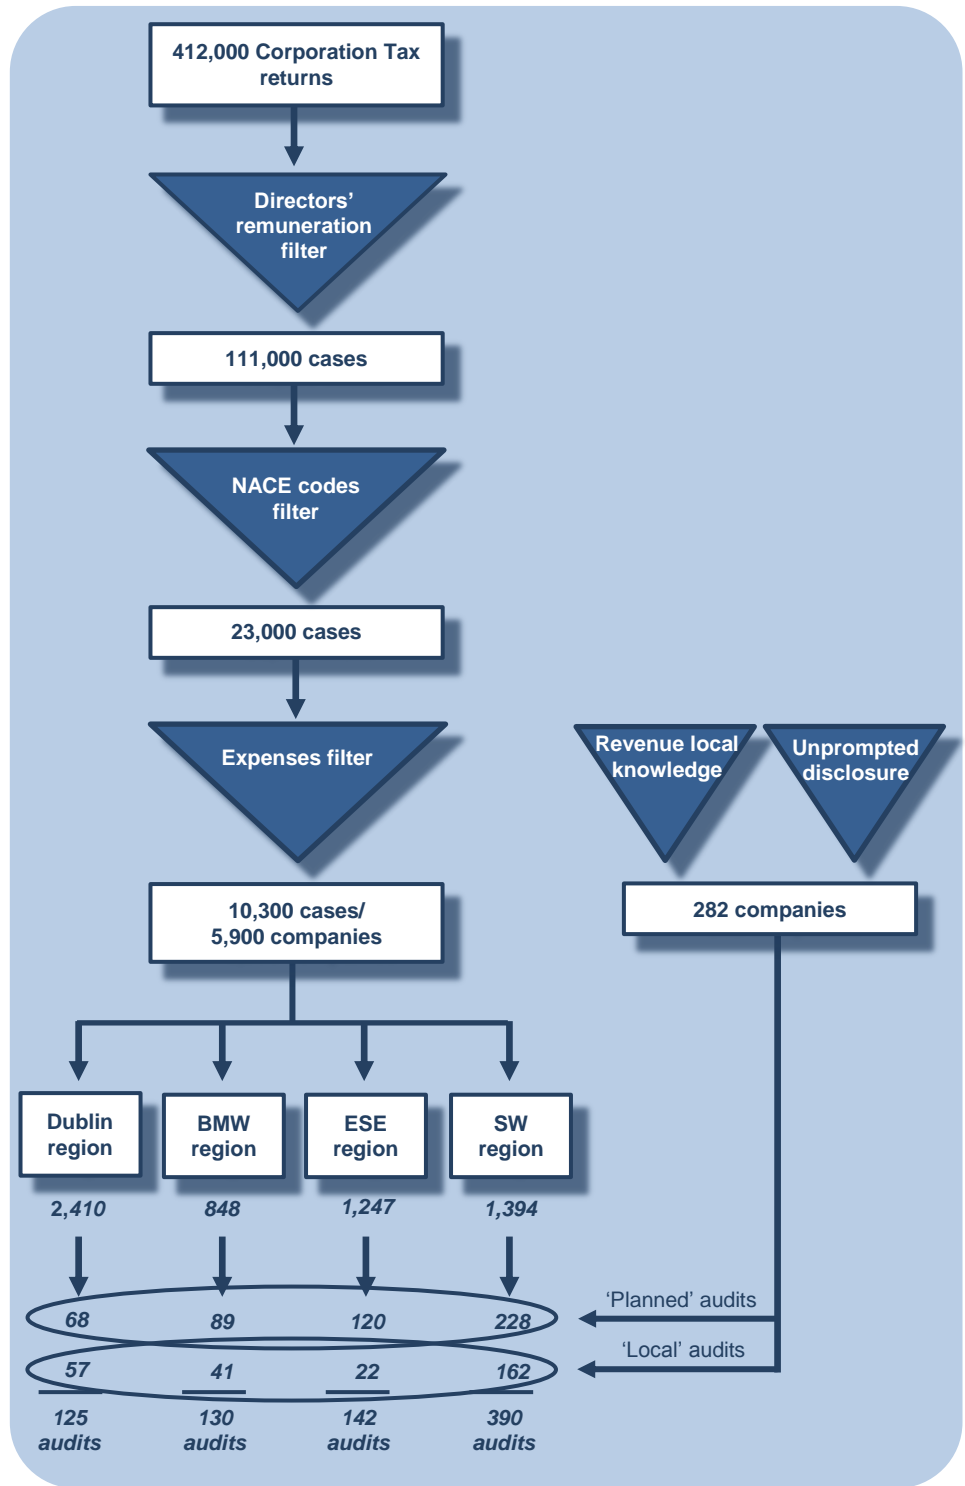 412,000 Corporation Tax
returns
Directors’
remuneration
filter
111,000 cases
NACE codes
filter
23,000 cases
Expenses filter
Revenue local
knowledge
Unprompted
disclosure
10,300 cases/
5,900 companies
282 companies
Dublin
region
BMW
region
ESE
region
SW
region
2,410
848
1,247
1,394
‘Planned’ audits
68
89
120
228
‘Local’ audits
57
41
22
162
125
audits
130
audits
142
audits
390
audits